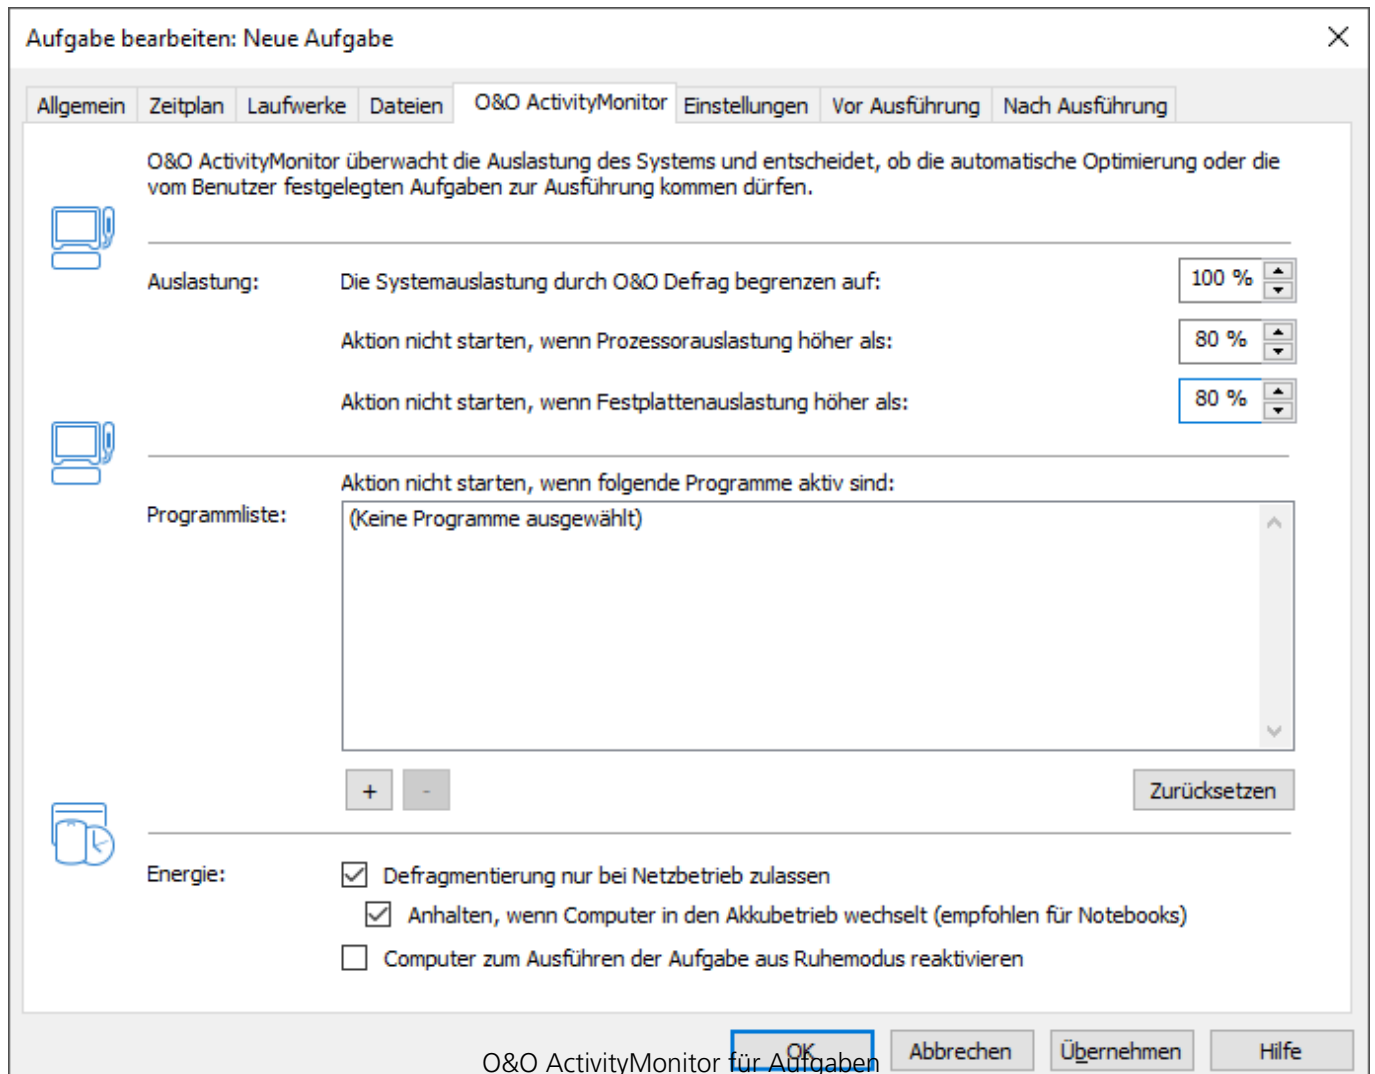 Aufgabe bearbeiten: Neue Aufgabe
Allgemein Zeitplan Laufwerke Dateien O&O ActivityMonitor Einstellungen Vor Ausführung Nach Ausführung
O&O ActivityMonitor überwacht die Auslastung des Systems und entscheidet, ob die automatische Optimierung oder die
vom Benutzer festgelegten Aufgaben zur Ausführung kommen dürfen.
Auslastung: Die Systemauslastung durch O&O Defrag begrenzen auf: 100 %
Aktion nicht starten, wenn Prozessorauslastung höher als: 80 %
Aktion nicht starten, wenn Festplattenauslastung höher als: 80 %
Aktion nicht starten, wenn folgende Programme aktiv sind:
Programmliste: (Keine Programme ausgewählt)
+ - Zurücksetzen
Energie: Defragmentierung nur bei Netzbetrieb zulassen
Anhalten, wenn Computer in den Akkubetrieb wechselt (empfohlen für Notebooks)
Computer zum Ausführen der Aufgabe aus Ruhemodus reaktivieren
OK Abbrechen Übernehmen Hilfe
O&O ActivityMonitor für Aufgaben